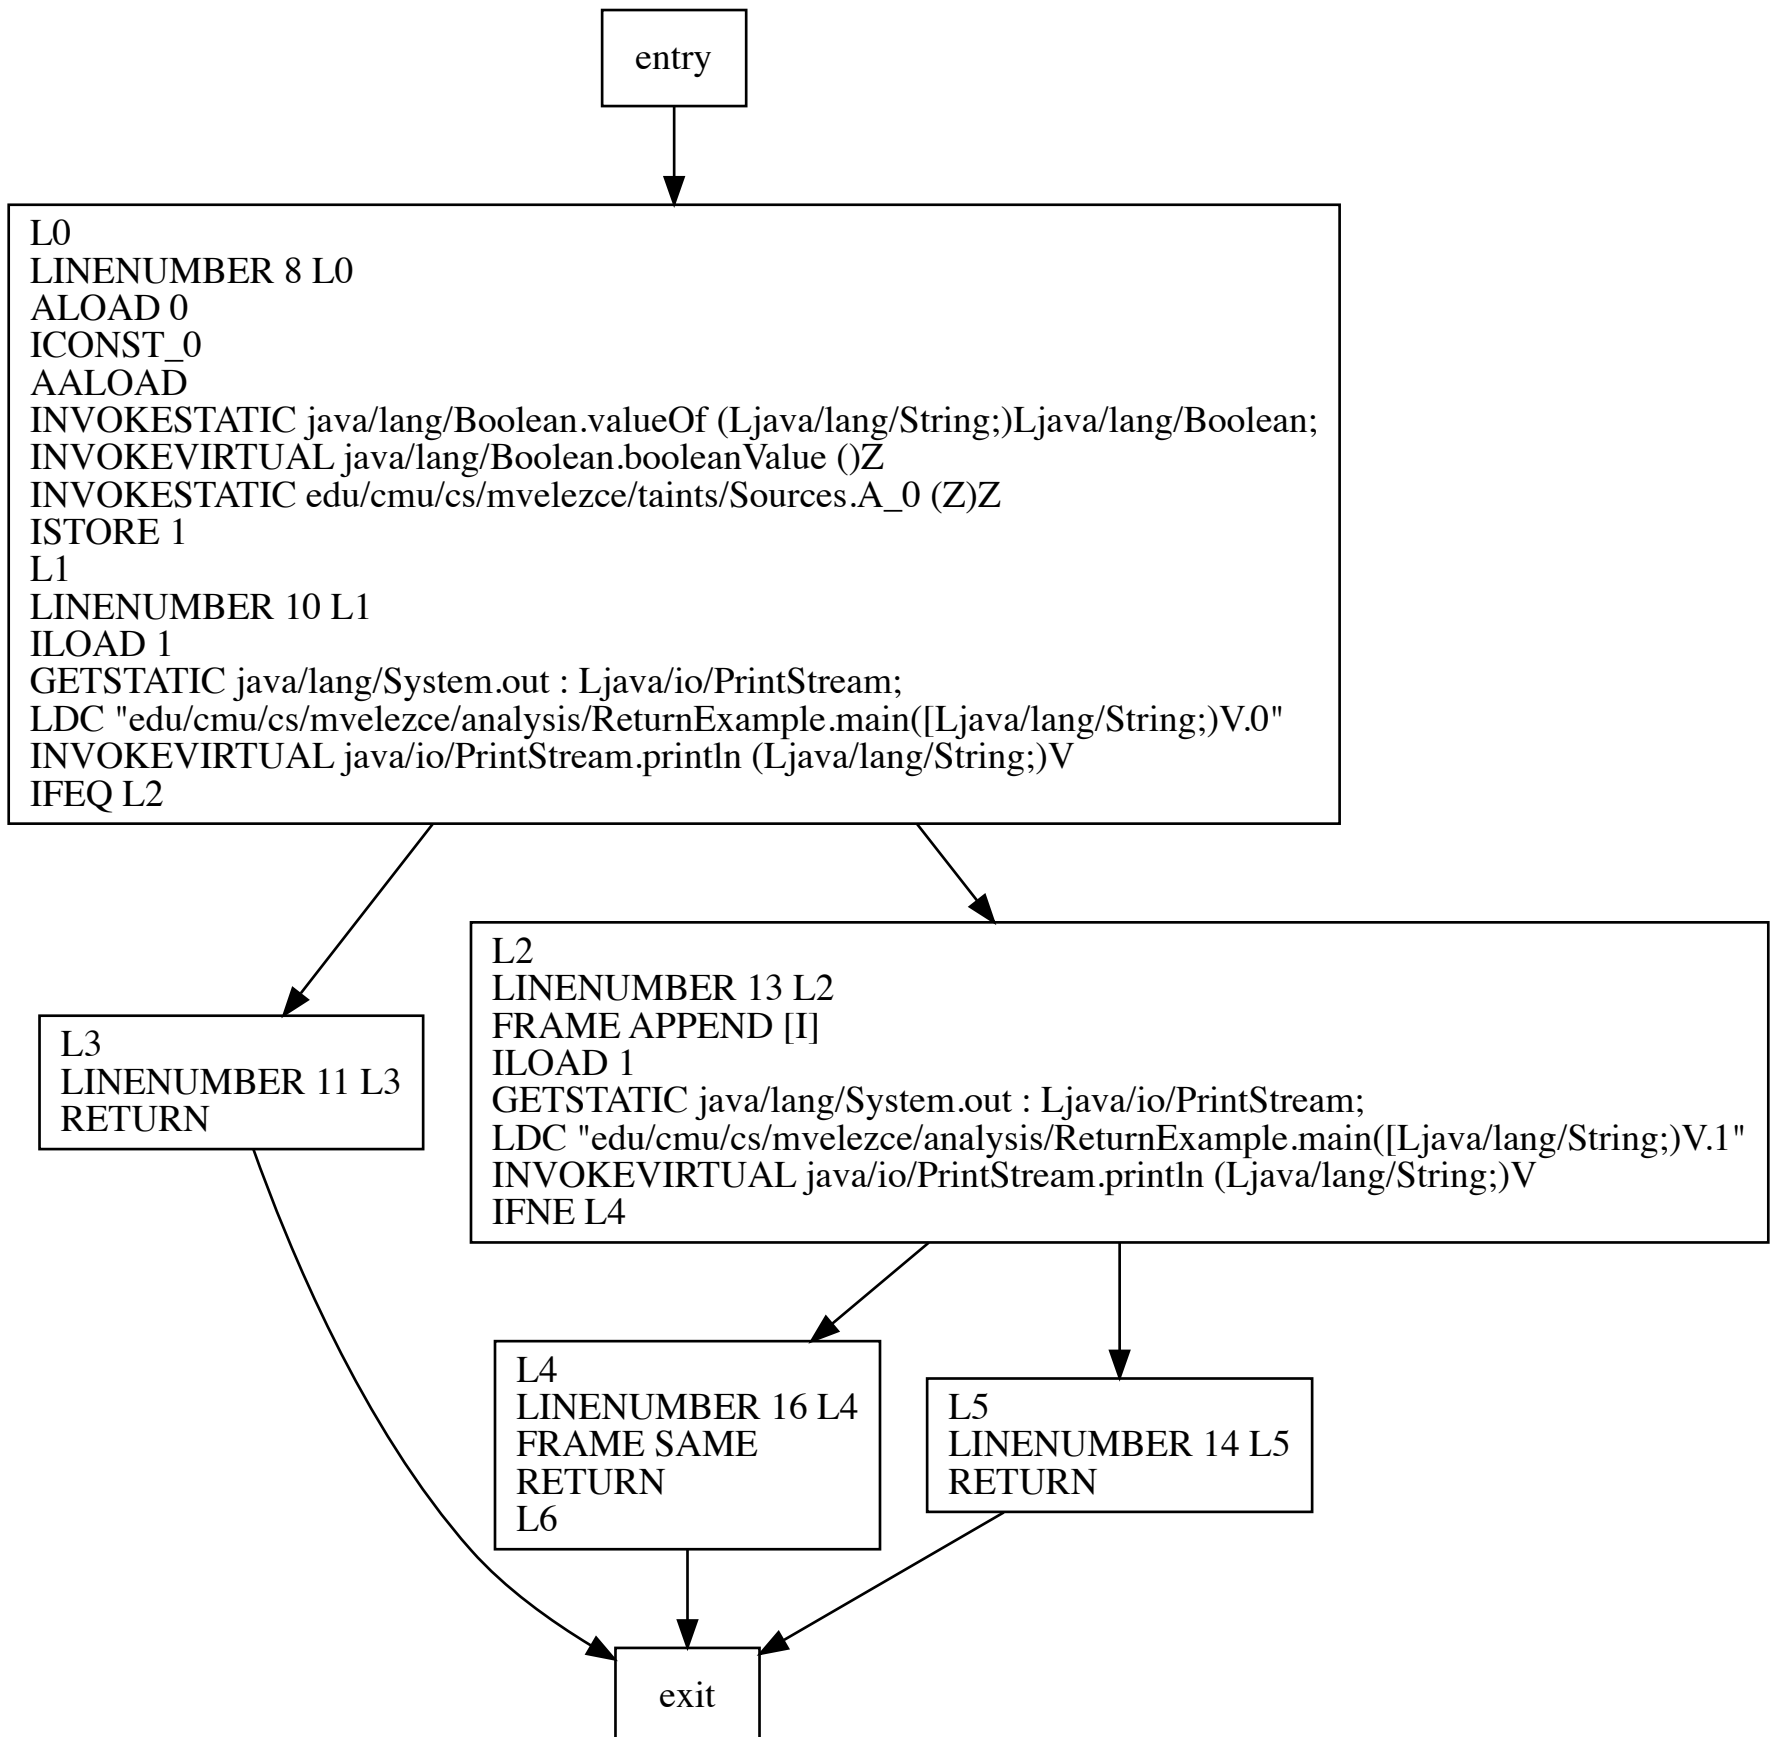 entry
L0
LINENUMBER 8 L0
ALOAD 0
ICONST_0
AALOAD
INVOKESTATIC java/lang/Boolean.valueOf (Ljava/lang/String;)Ljava/lang/Boolean;
INVOKEVIRTUAL java/lang/Boolean.booleanValue ()Z
INVOKESTATIC edu/cmu/cs/mvelezce/taints/Sources.A_0 (Z)Z
ISTORE 1
L1
LINENUMBER 10 L1
ILOAD 1
GETSTATIC java/lang/System.out : Ljava/io/PrintStream;
LDC "edu/cmu/cs/mvelezce/analysis/ReturnExample.main([Ljava/lang/String;)V.0"
INVOKEVIRTUAL java/io/PrintStream.println (Ljava/lang/String;)V
IFEQ L2
L3
LINENUMBER 11 L3
RETURN
L2
LINENUMBER 13 L2
FRAME APPEND [I]
ILOAD 1
GETSTATIC java/lang/System.out : Ljava/io/PrintStream;
LDC "edu/cmu/cs/mvelezce/analysis/ReturnExample.main([Ljava/lang/String;)V.1"
INVOKEVIRTUAL java/io/PrintStream.println (Ljava/lang/String;)V
IFNE L4
L4
LINENUMBER 16 L4
FRAME SAME
RETURN
L6
L5
LINENUMBER 14 L5
RETURN
exit